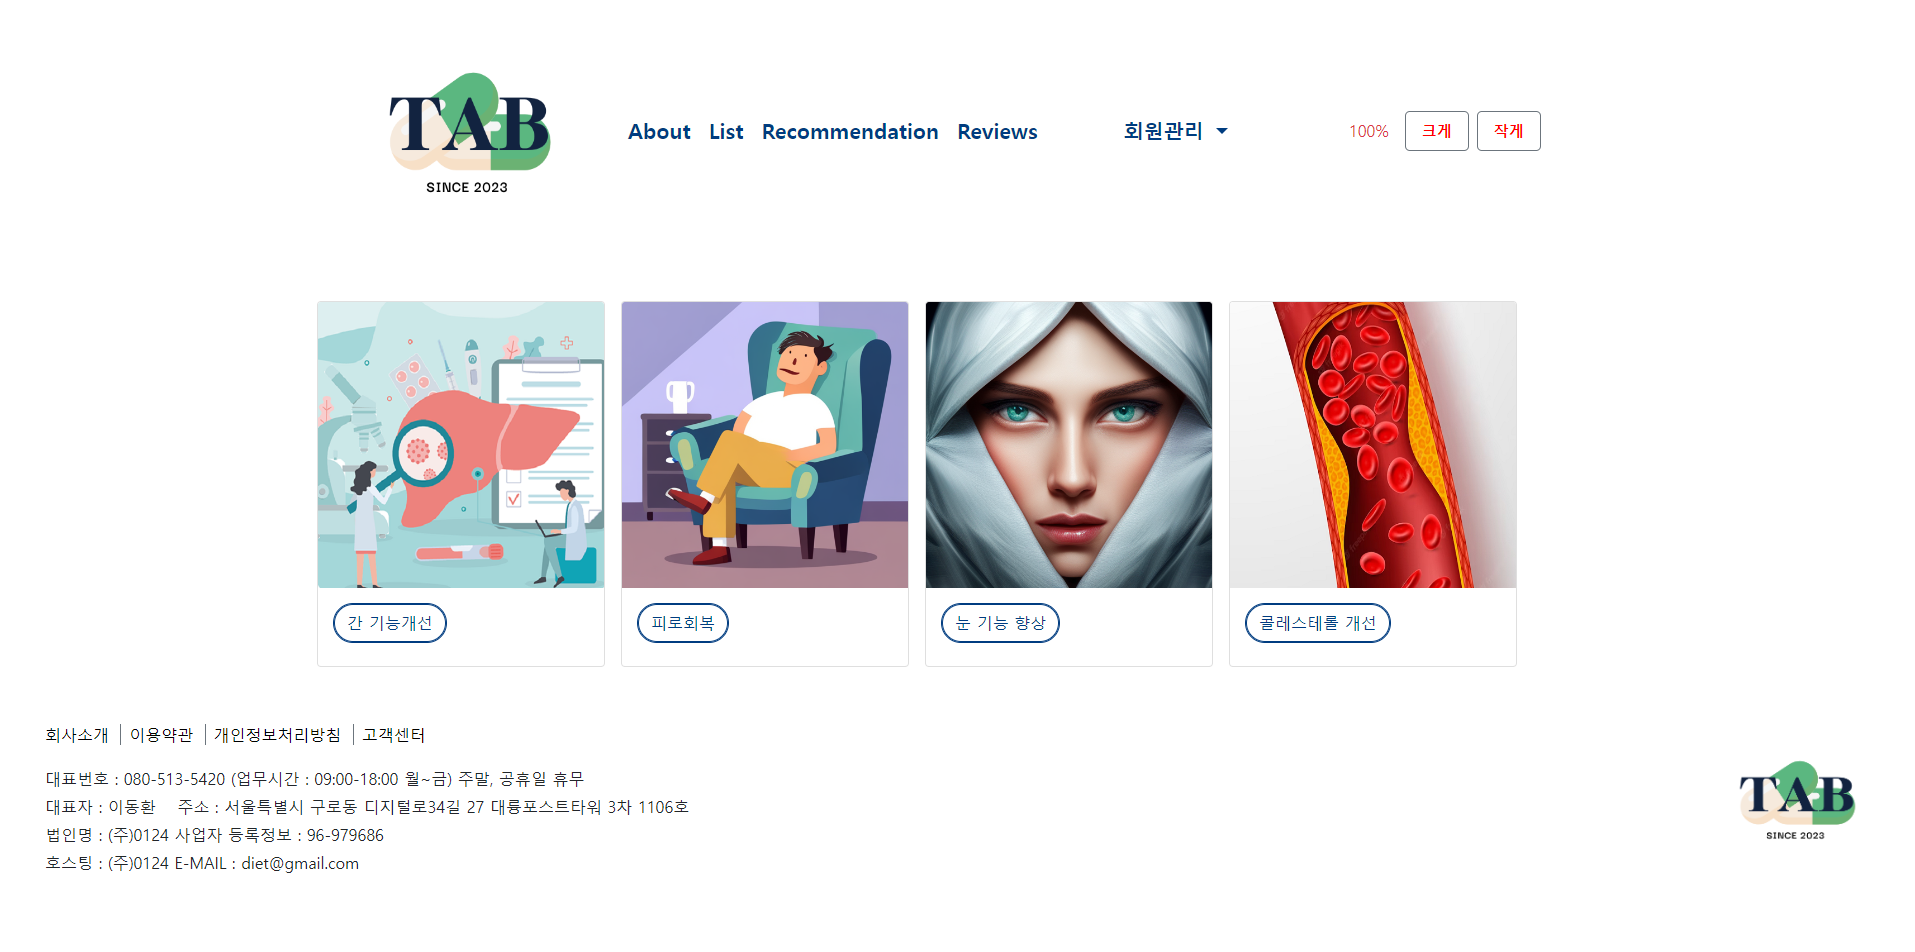 TAB
SINCE 2023
About List Recommendation Reviews 회원관리 100% 크게 작게
간 기능개선
피로회복
눈 기능 향상
콜레스테롤 개선
회사소개 이용약관 개인정보처리방침 고객센터
대표번호 : 080-513-5420 (업무시간 : 09:00-18:00 월~금) 주말, 공휴일 휴무
대표자 : 이동환 주소 : 서울특별시 구로동 디지털로34길 27 대륭포스트타워 3차 1106호
법인명 : (주)0124 사업자 등록정보 : 96-979686
호스팅 : (주)0124 E-MAIL : diet@gmail.com
TAB
SINCE 2023